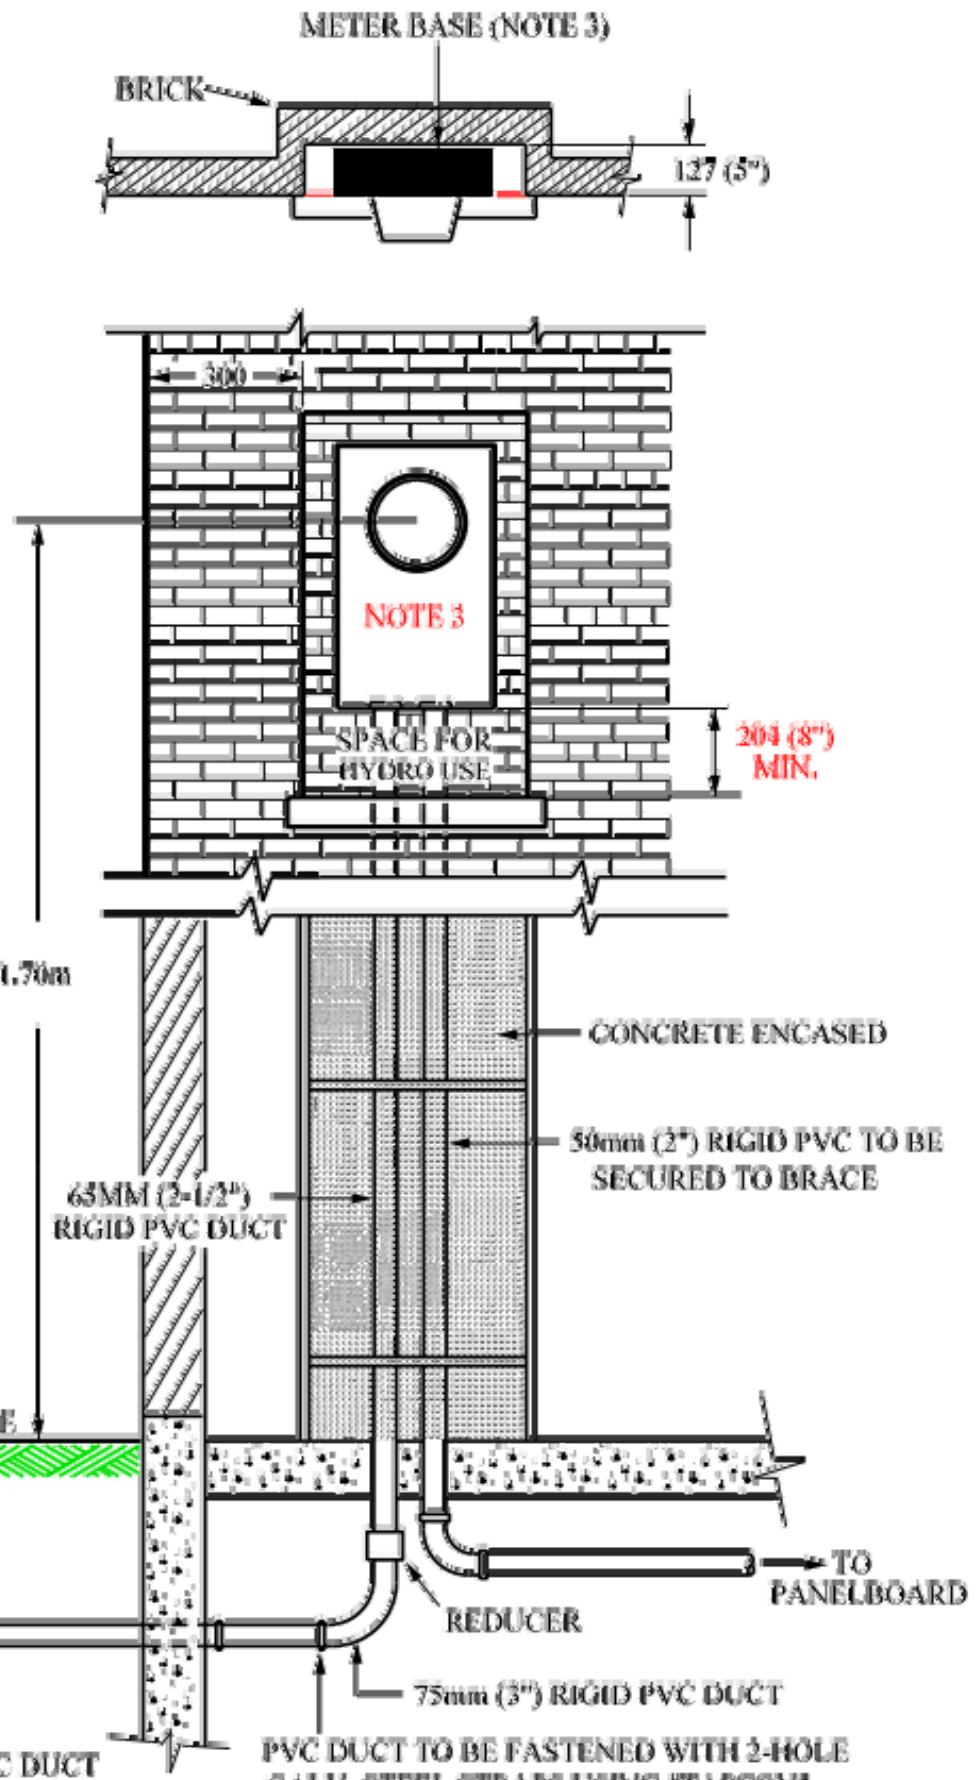 METER BASE (NOTE 3)
BRICK
127 (5")
300
NOTE 3
SPACE FOR
HYDRO USE
204 (8")
MIN.
1.70m
CONCRETE ENCASED
50mm (2") RIGID PVC TO BE
SECURED TO BRACE
65MM (2-1/2")
RIGID PVC DUCT
E
TO
PANELBOARD
REDUCER
75mm (3") RIGID PVC DUCT
C DUCT
PVC DUCT TO BE FASTENED WITH 2-HOLE